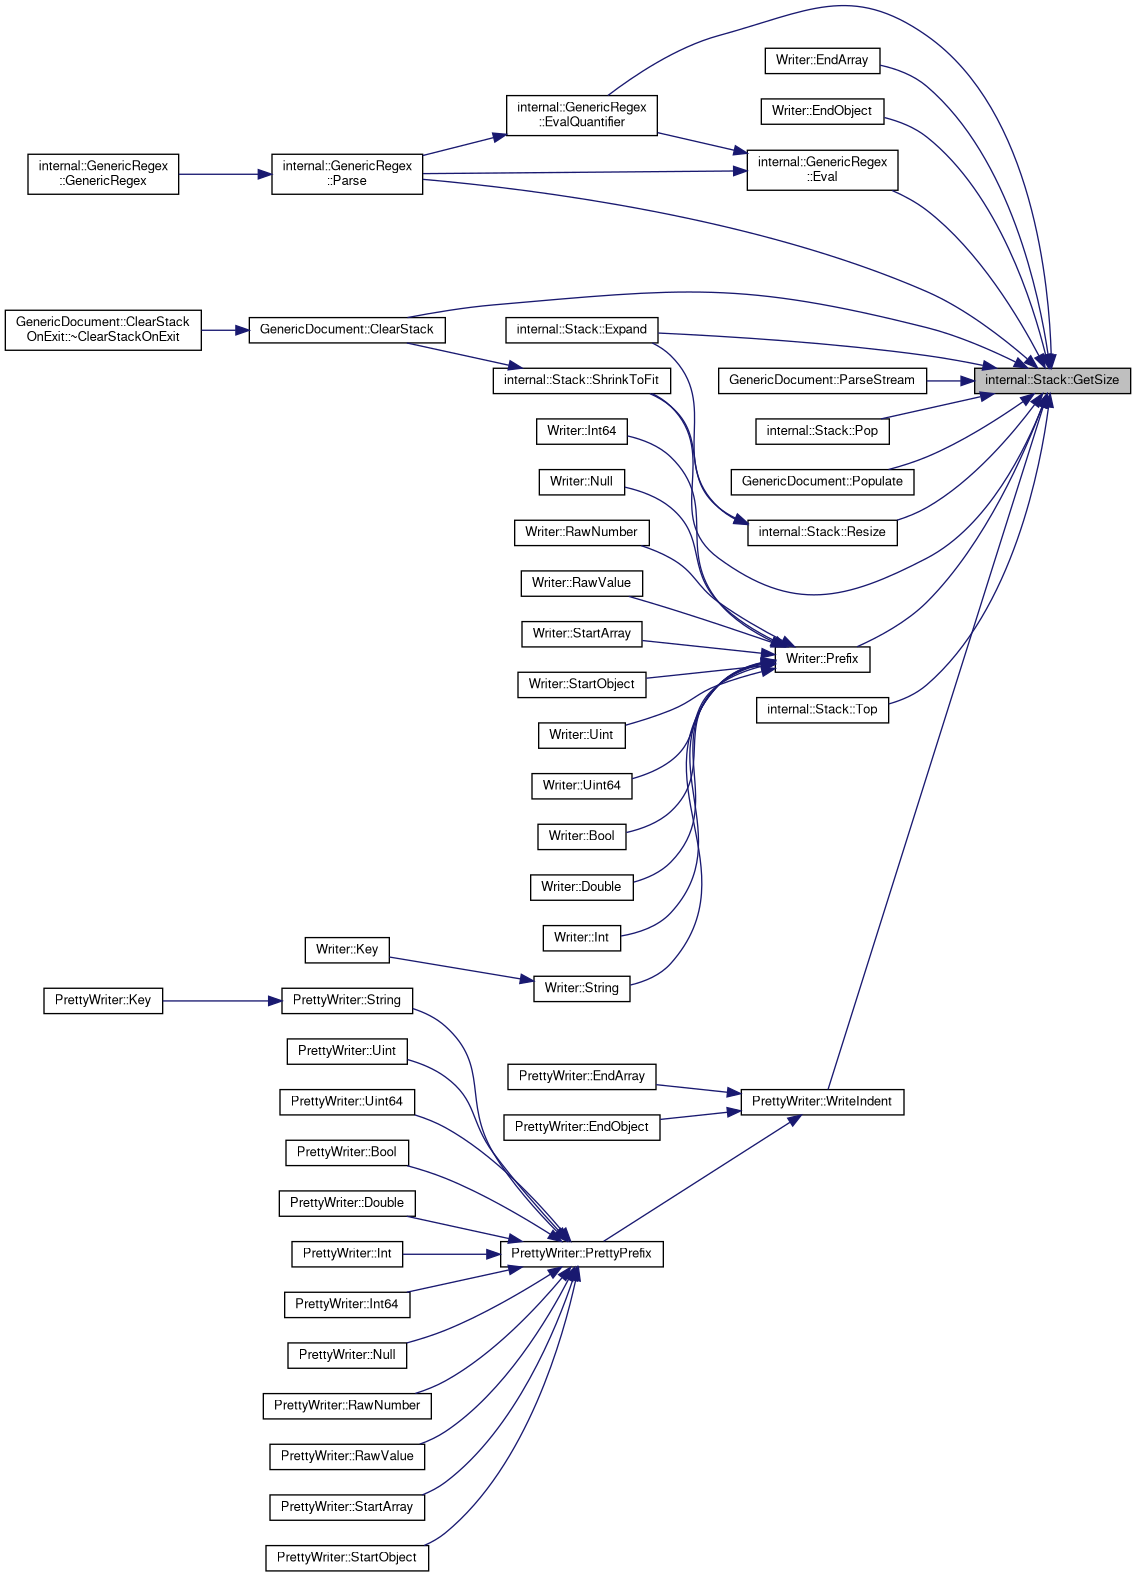 Writer::EndArray
Writer::EndObject
internal::GenericRegex
::EvalQuantifier
internal::GenericRegex
::Eval
internal::GenericRegex
::GenericRegex
internal::GenericRegex
::Parse
GenericDocument::ClearStack
OnExit::~ClearStackOnExit
GenericDocument::ClearStack
internal::Stack::Expand
internal::Stack::ShrinkToFit
GenericDocument::ParseStream
internal::Stack::GetSize
internal::Stack::Pop
Writer::Int64
GenericDocument::Populate
Writer::Null
internal::Stack::Resize
Writer::RawNumber
Writer::RawValue
Writer::StartArray
Writer::Prefix
Writer::StartObject
internal::Stack::Top
Writer::Uint
Writer::Uint64
Writer::Bool
Writer::Double
Writer::Int
Writer::Key
Writer::String
PrettyWriter::Key
PrettyWriter::String
PrettyWriter::Uint
PrettyWriter::EndArray
PrettyWriter::Uint64
PrettyWriter::WriteIndent
PrettyWriter::EndObject
PrettyWriter::Bool
PrettyWriter::Double
PrettyWriter::Int
PrettyWriter::PrettyPrefix
PrettyWriter::Int64
PrettyWriter::Null
PrettyWriter::RawNumber
PrettyWriter::RawValue
PrettyWriter::StartArray
PrettyWriter::StartObject